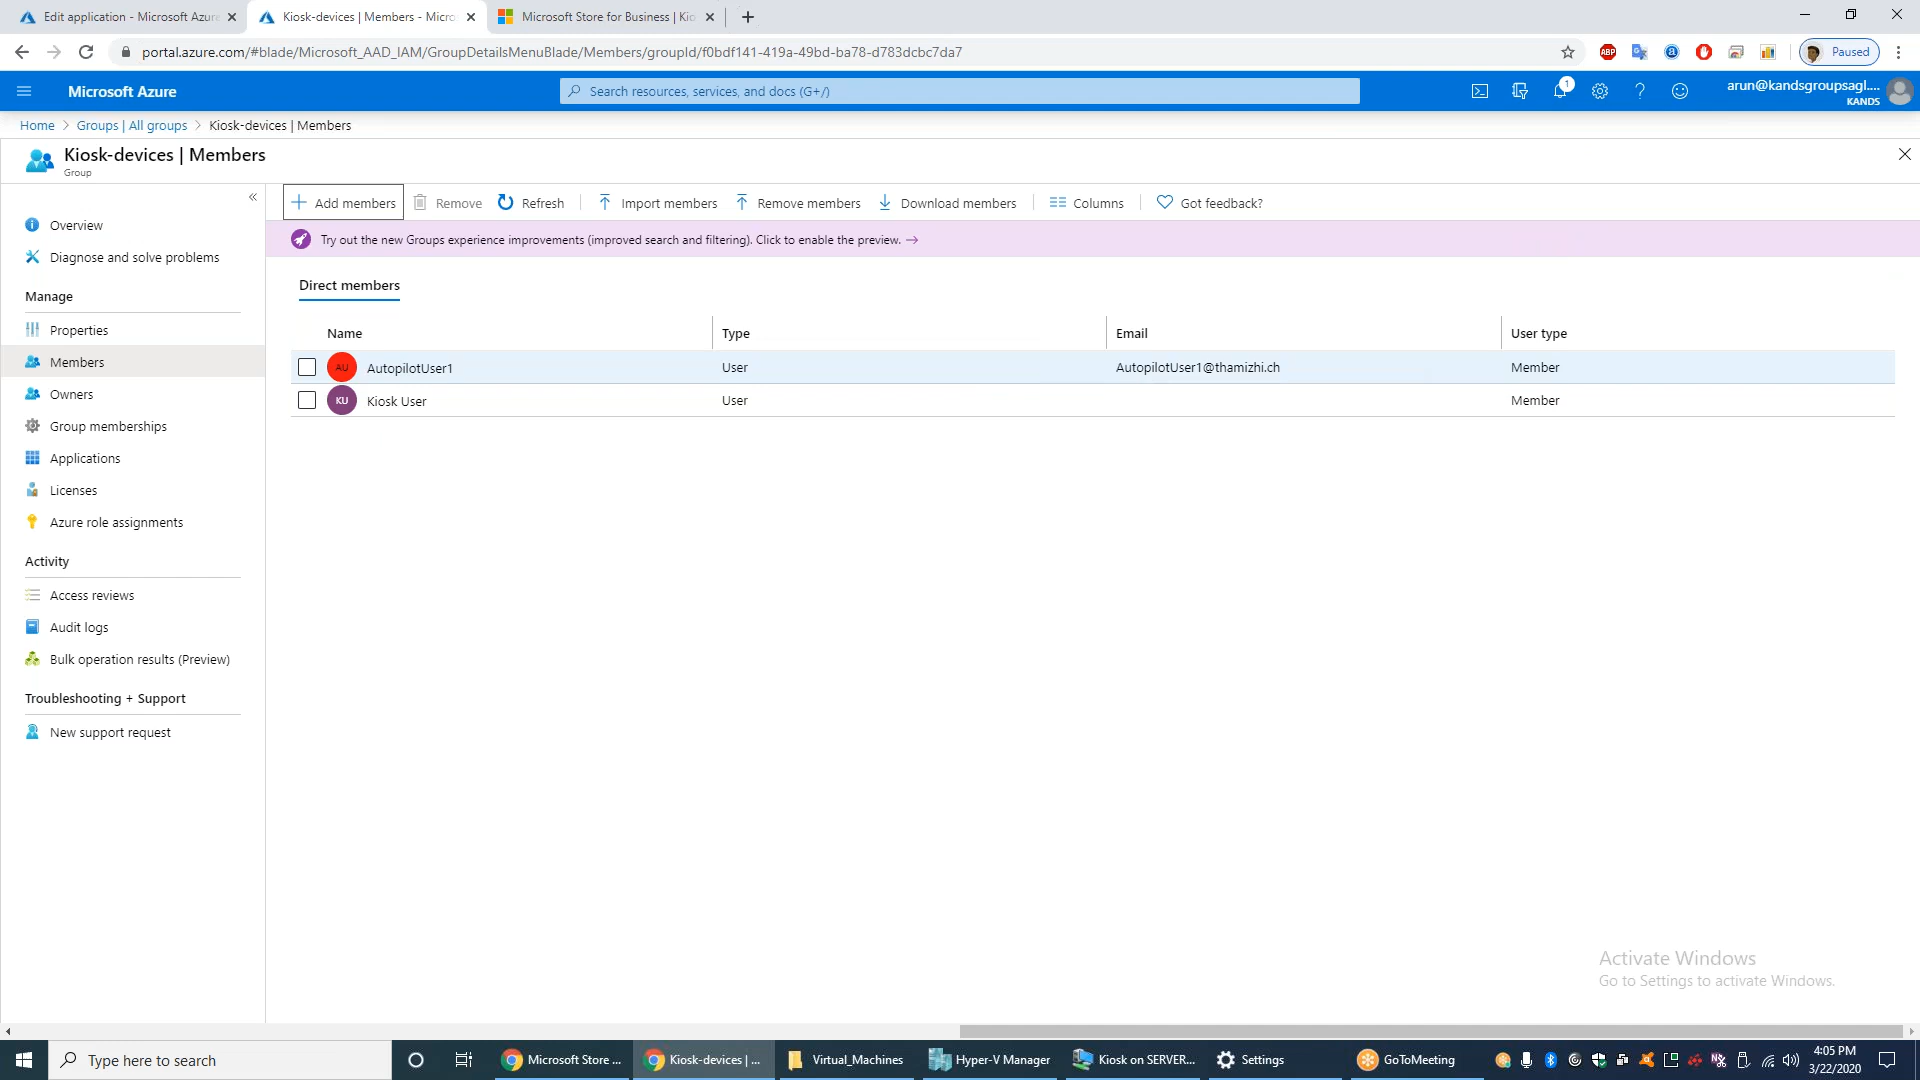 Edit application - Microsoft Azure
Kiosk-devices | Members - Micro
Microsoft Store for Business | Kio
portal.azure.com/#blade/Microsoft_AAD_IAM/GroupDetailsMenuBlade/Members/groupId/f0bdf141-419a-49bd-ba78-d783dcbc7da7
ABP
Paused
Microsoft Azure
Search resources, services, and docs (G+/)
1
arun@kandsgroupsagl....
KANDS
Home > Groups | All groups > Kiosk-devices | Members
Kiosk-devices | Members
Group
Add members
Remove
Refresh
Import members
Remove members
Download members
Columns
Got feedback?
Try out the new Groups experience improvements (improved search and filtering). Click to enable the preview. →
Overview
Diagnose and solve problems
Manage
Properties
Members
Owners
Group memberships
Applications
Licenses
Azure role assignments
Activity
Access reviews
Audit logs
Bulk operation results (Preview)
Troubleshooting + Support
New support request
Direct members
Name Type Email User type
AU AutopilotUser1 User AutopilotUser1@thamizhi.ch Member
KU Kiosk User User Member
Activate Windows
Go to Settings to activate Windows.
Type here to search
Microsoft Store ...
Kiosk-devices | ...
Virtual_Machines
Hyper-V Manager
Kiosk on SERVER...
Settings
GoToMeeting
4:05 PM
3/22/2020